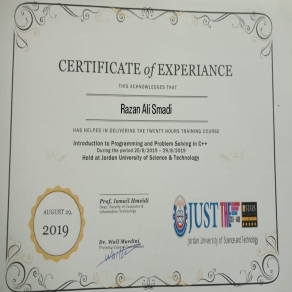 CERTIFICATE of EXPERIANCE
THIS ACKNOWLEDGES THAT
Razan Ali Smadi
HAS HELPED IN DELIVERING THE TWENTY HOURS TRAINING COURSE
Introduction to Programming and Problem Solving in C++
During the period 25/8/2019 - 29/8/2019
Held at Jordan University of Science & Technology
Prof. Ismail Hmeidi
Dean, Faculty of Computer &
Information Technology
Dr. Wail Mardini
AUGUST 29,
2019
JUST
Jordan University of Science and Technology